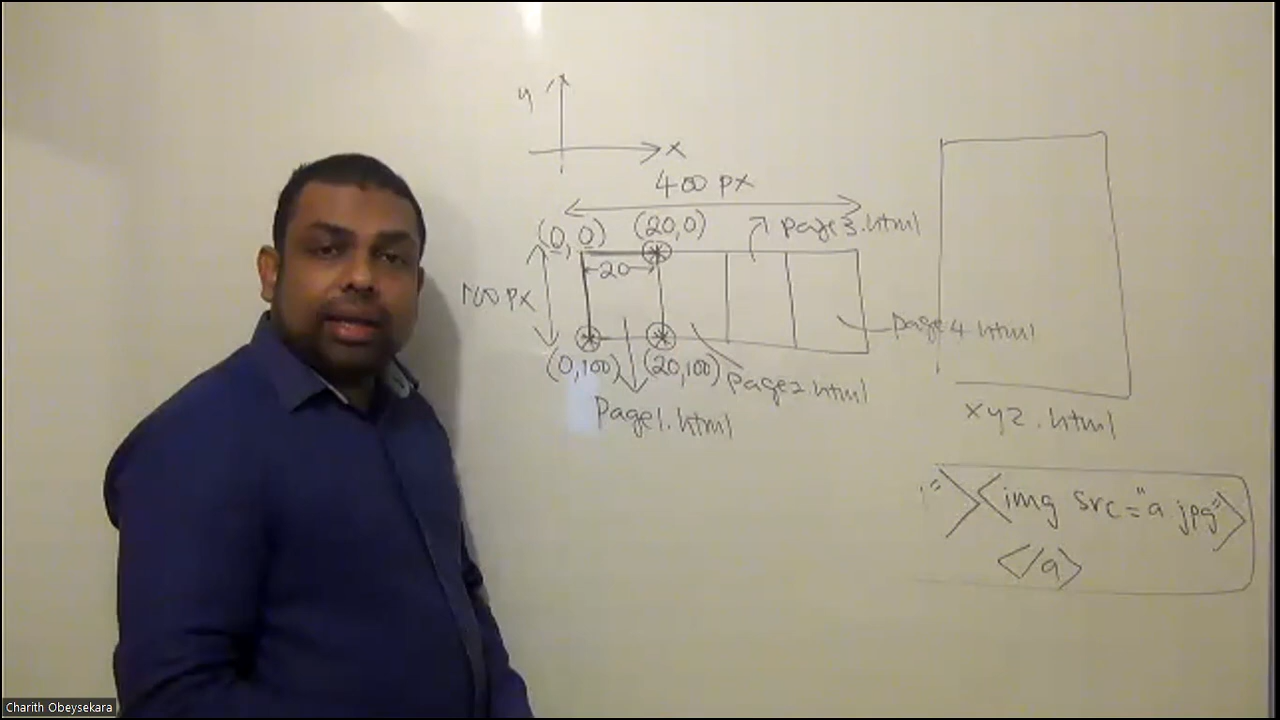 y
x
400 px
(0,0) (20,0)
page3.html
20
100 px
page4.html
(0,100) (20,100) page2.html
page1.html
xyz.html
"><img src="a.jpg">
</a>
Charith Obeysekara